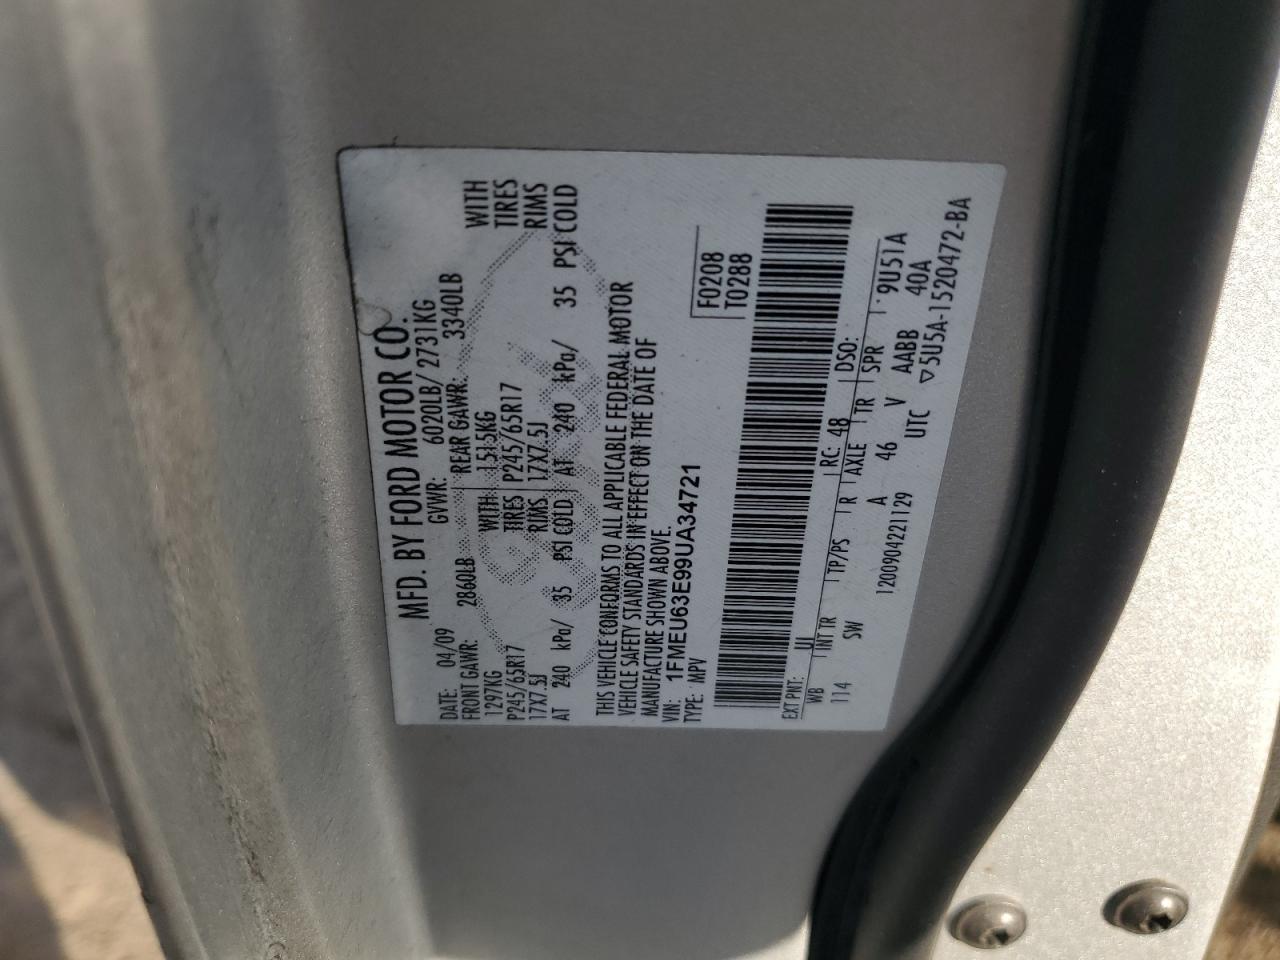 MFD. BY FORD MOTOR CO.
DATE: 04/09 GVWR: 6020LB/ 2731KG
FRONT GAWR: 2860LB REAR GAWR: 3340LB
1297KG WITH 1515KG WITH
P245/65R17 TIRES P245/65R17 TIRES
17X7.5J RIMS 17X7.5J RIMS
AT 240 kPa/ 35 PSI COLD AT 240 kPa/ 35 PSI COLD
THIS VEHICLE CONFORMS TO ALL APPLICABLE FEDERAL MOTOR
VEHICLE SAFETY STANDARDS IN EFFECT ON THE DATE OF
MANUFACTURE SHOWN ABOVE.
VIN: 1FMEU63E99UA34721
TYPE: MPV
F0208
T0288
EXT PNT: UI RC: 48 DSO:
WB INT TR TP/PS R AXLE TR SPR 9U51A
114 SW A 46 V AABB 40A
1200904221129 UTC ▽5U5A-1520472-BA